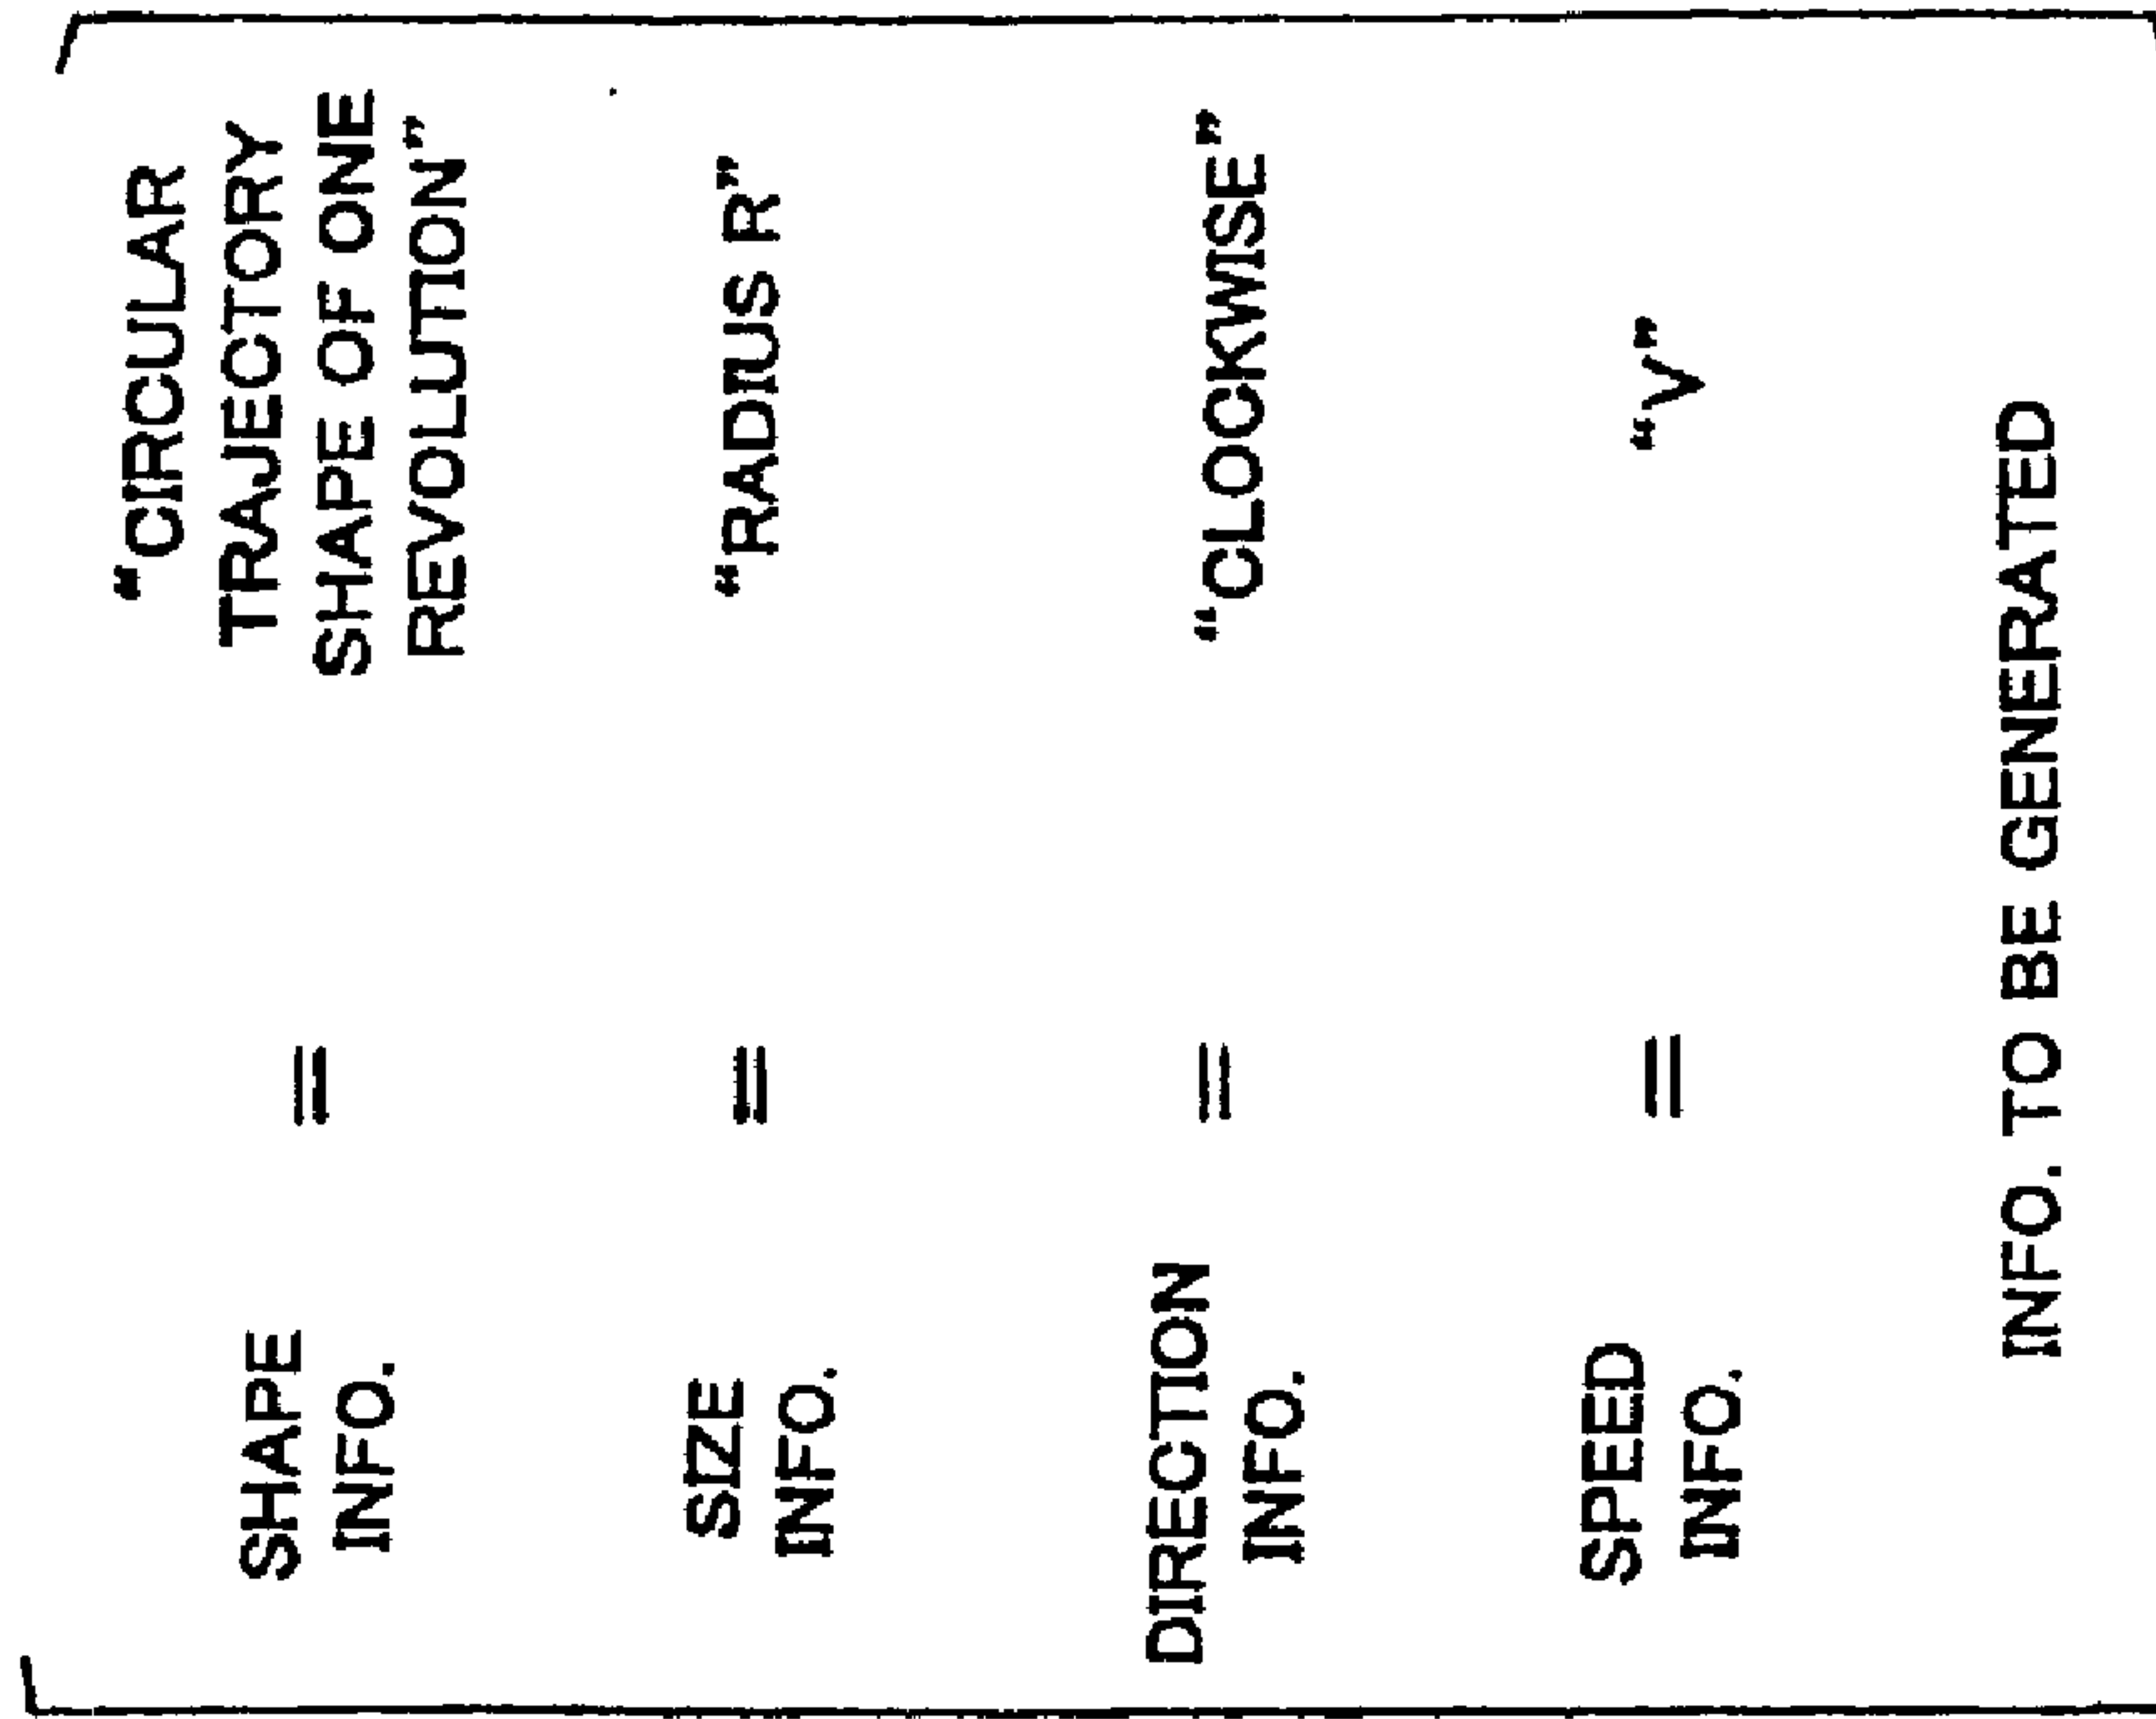 SHAPE
INFO.
=
“CIRCULAR
TRAJECTORY
SHAPE OF ONE
REVOLUTION”
SIZE
INFO.
=
“RADIUS R”
DIRECTION
INFO.
=
“CLOCKWISE”
SPEED
INFO.
=
“V”
INFO. TO BE GENERATED